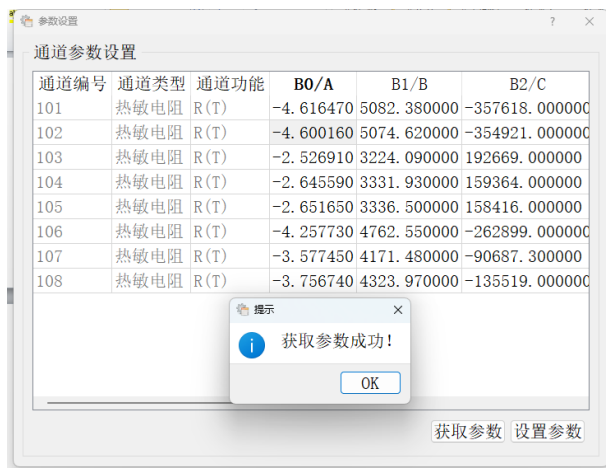 参数设置
通道参数设置
通道编号 通道类型 通道功能 B0/A B1/B B2/C
101 热敏电阻 R(T) -4.616470 5082.380000 -357618.000000
102 热敏电阻 R(T) -4.600160 5074.620000 -354921.000000
103 热敏电阻 R(T) -2.526910 3224.090000 192669.000000
104 热敏电阻 R(T) -2.645590 3331.930000 159364.000000
105 热敏电阻 R(T) -2.651650 3336.500000 158416.000000
106 热敏电阻 R(T) -4.257730 4762.550000 -262899.000000
107 热敏电阻 R(T) -3.577450 4171.480000 -90687.300000
108 热敏电阻 R(T) -3.756740 4323.970000 -135519.000000
提示
获取参数成功!
OK
获取参数 设置参数